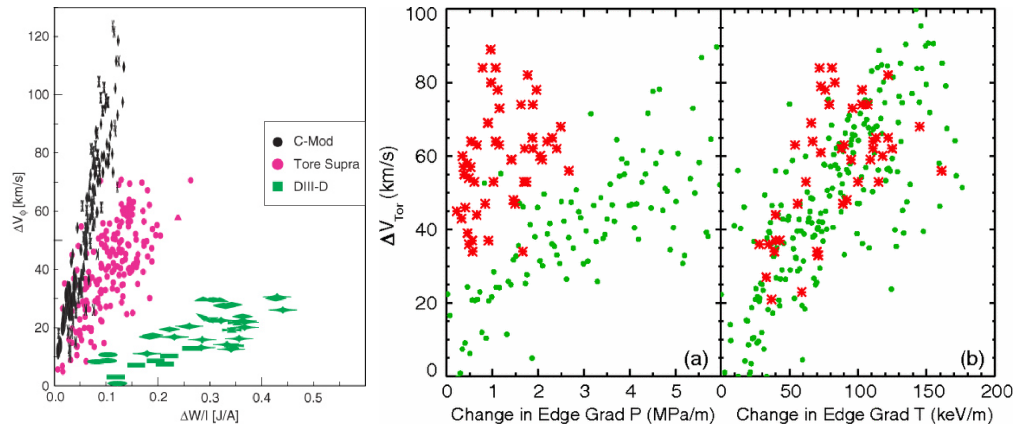 ΔVϕ [km/s]
120
100
80
60
40
20
0
0.0
0.1
0.2
0.3
0.4
0.5
ΔW/I [J/A]
C-Mod
Tore Supra
DIII-D
ΔV_Tor (km/s)
100
80
60
40
20
0
0 1 2 3 4 5
Change in Edge Grad P (MPa/m)
(a)
0 50 100 150 200
Change in Edge Grad T (keV/m)
(b)